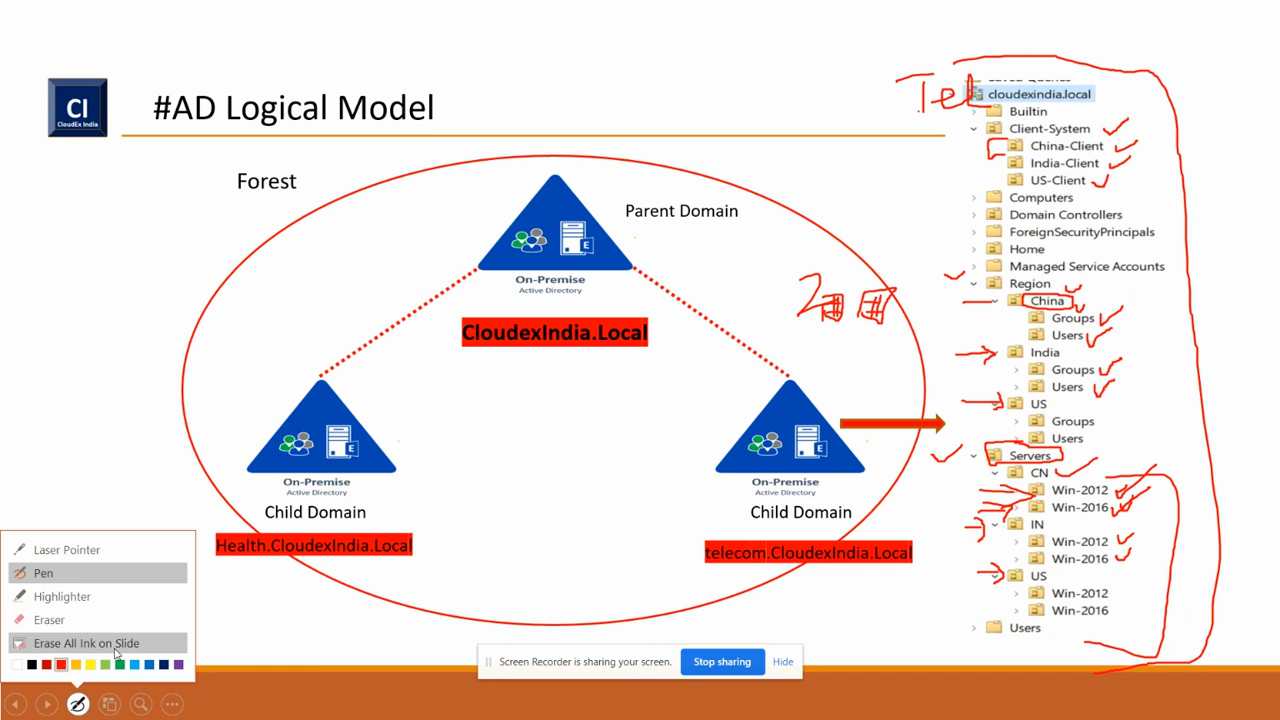 CI
CloudEx India
#AD Logical Model
Forest
Parent Domain
On-Premise
Active Directory
CloudexIndia.Local
On-Premise
Active Directory
Child Domain
Health.CloudexIndia.Local
On-Premise
Active Directory
Child Domain
telecom.CloudexIndia.Local
Tel
Saved Queries
cloudexindia.local
Builtin
Client-System
China-Client
India-Client
US-Client
Computers
Domain Controllers
ForeignSecurityPrincipals
Home
Managed Service Accounts
Region
China
Groups
Users
India
Groups
Users
US
Groups
Users
Servers
CN
Win-2012
Win-2016
IN
Win-2012
Win-2016
US
Win-2012
Win-2016
Users
Laser Pointer
Pen
Highlighter
Eraser
Erase All Ink on Slide
Screen Recorder is sharing your screen.
Stop sharing
Hide